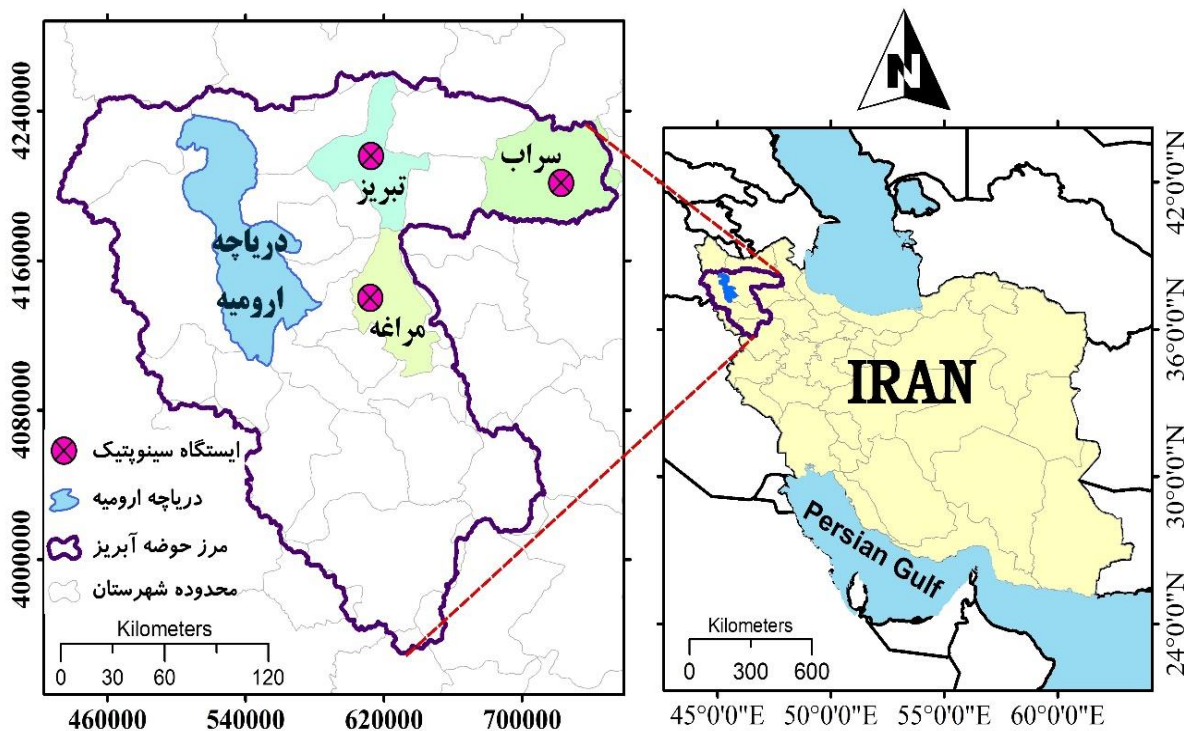 4240000
4160000
4080000
4000000
سراب
تبریز
دریاچه
ارومیه
مراغه
ایستگاه سینوپتیک
دریاچه ارومیه
مرز حوضه آبریز
محدوده شهرستان
Kilometers
0 30 60 120
460000 540000 620000 700000
N
42°0'0"N
36°0'0"N
30°0'0"N
24°0'0"N
IRAN
Persian Gulf
Kilometers
0 150 300 600
45°0'0"E 50°0'0"E 55°0'0"E 60°0'0"E